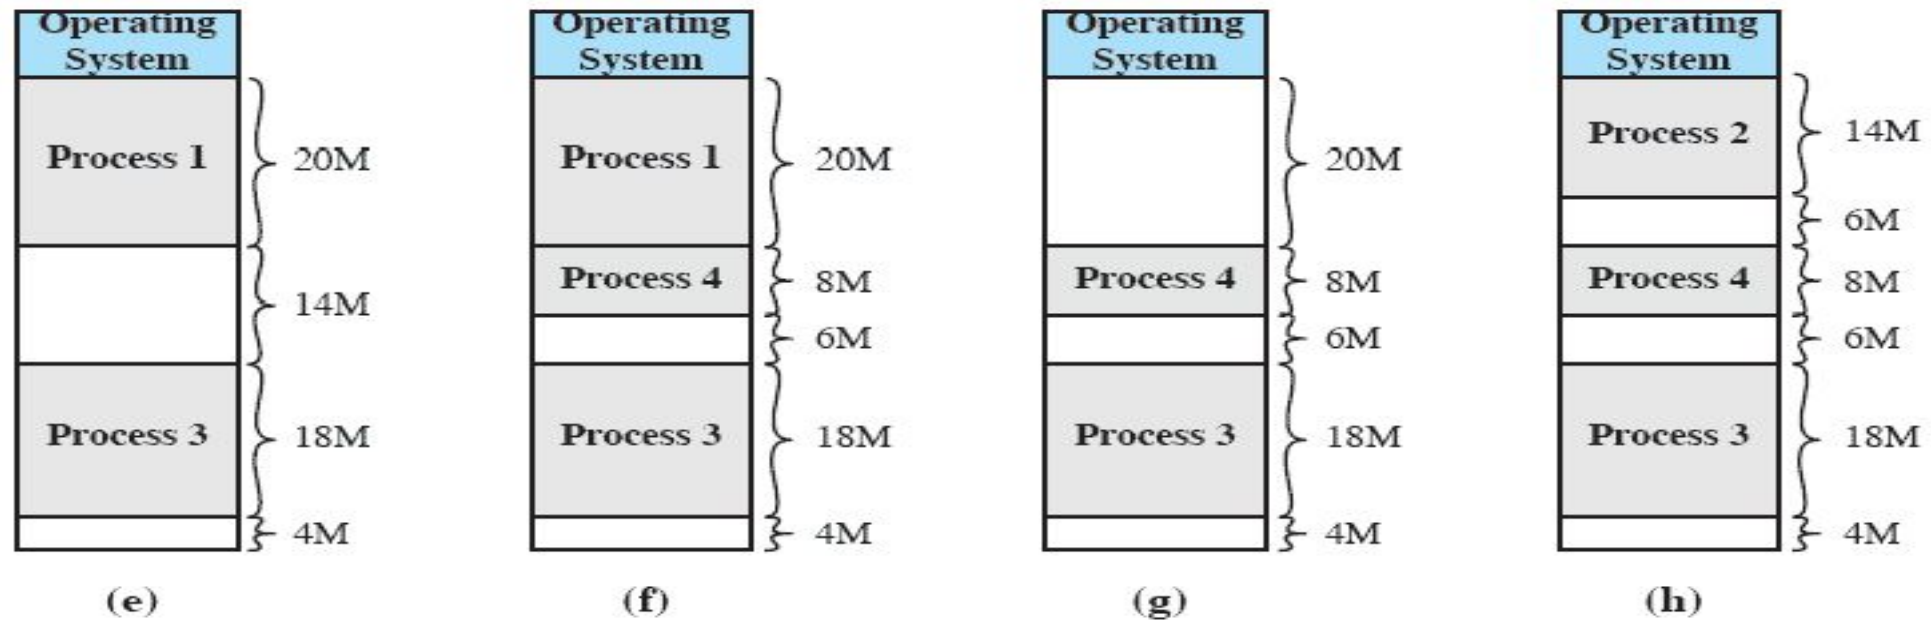 Operating
System
Process 1
20M
14M
Process 3
18M
4M
(e)
Operating
System
Process 1
20M
Process 4
8M
6M
Process 3
18M
4M
(f)
Operating
System
20M
Process 4
8M
6M
Process 3
18M
4M
(g)
Operating
System
Process 2
14M
6M
Process 4
8M
6M
Process 3
18M
4M
(h)